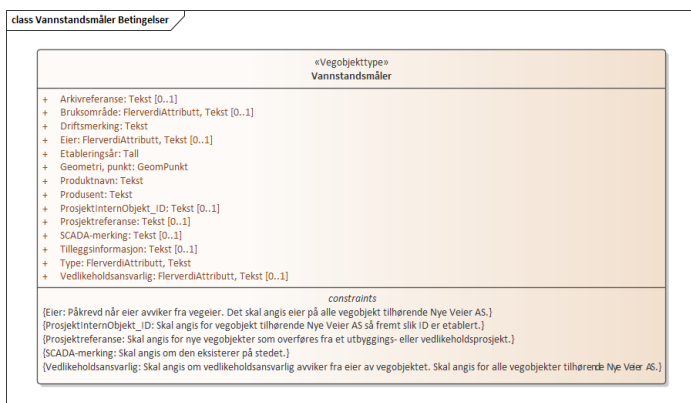 class Vannstandsmåler Betingelser
«Vegobjekttype»
Vannstandsmåler
+ Arkivreferanse: Tekst [0..1]
+ Bruksområde: FlerverdiAttributt, Tekst [0..1]
+ Driftsmerking: Tekst
+ Eier: FlerverdiAttributt, Tekst [0..1]
+ Etableringsår: Tall
+ Geometri, punkt: GeomPunkt
+ Produktnavn: Tekst
+ Produsent: Tekst
+ ProsjektInternObjekt_ID: Tekst [0..1]
+ Prosjektreferanse: Tekst [0..1]
+ SCADA-merking: Tekst [0..1]
+ Tilleggsinformasjon: Tekst [0..1]
+ Type: FlerverdiAttributt, Tekst
+ Vedlikeholdsansvarlig: FlerverdiAttributt, Tekst [0..1]
constraints
{Eier: Påkrevd når eier avviker fra vegeier. Det skal angis eier på alle vegobjekt tilhørende Nye Veier AS.}
{ProsjektInternObjekt_ID: Skal angis for vegobjekt tilhørende Nye Veier AS så fremt slik ID er etablert.}
{Prosjektreferanse: Skal angis for nye vegobjekter som overføres fra et utbyggings- eller vedlikeholdsprosjekt.}
{SCADA-merking: Skal angis om den eksisterer på stedet.}
{Vedlikeholdsansvarlig: Skal angis om vedlikeholdsansvarlig avviker fra eier av vegobjektet. Skal angis for alle vegobjekter tilhørende Nye Veier AS.}